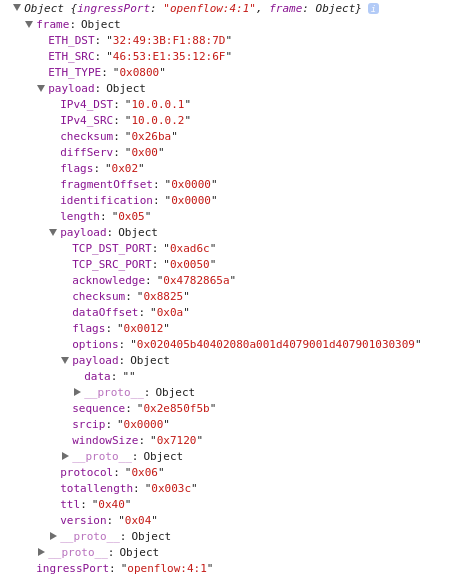 Object {ingressPort: "openflow:4:1", frame: Object} i
frame: Object
ETH_DST: "32:49:3B:F1:88:7D"
ETH_SRC: "46:53:E1:35:12:6F"
ETH_TYPE: "0x0800"
payload: Object
IPv4_DST: "10.0.0.1"
IPv4_SRC: "10.0.0.2"
checksum: "0x26ba"
diffServ: "0x00"
flags: "0x02"
fragmentOffset: "0x0000"
identification: "0x0000"
length: "0x05"
payload: Object
TCP_DST_PORT: "0xad6c"
TCP_SRC_PORT: "0x0050"
acknowledge: "0x4782865a"
checksum: "0x8825"
dataOffset: "0x0a"
flags: "0x0012"
options: "0x020405b40402080a001d4079001d407901030309"
payload: Object
data: ""
__proto__: Object
sequence: "0x2e850f5b"
srcip: "0x0000"
windowSize: "0x7120"
__proto__: Object
protocol: "0x06"
totallength: "0x003c"
ttl: "0x40"
version: "0x04"
__proto__: Object
__proto__: Object
ingressPort: "openflow:4:1"